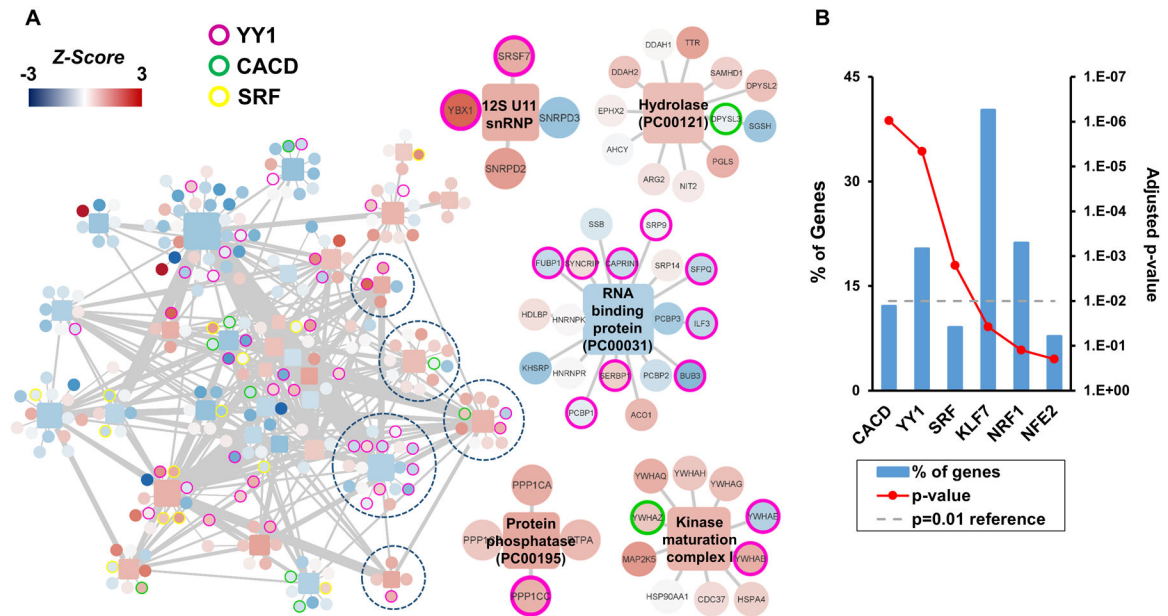 A
Z-Score
-3
3
YY1
CACD
SRF
SRSF7
YBX1
12S U11
snRNP
SNRPD3
SNRPD2
DDAH1
TTR
DDAH2
SAMHD1
DPYSL2
EPHX2
Hydrolase
(PC00121)
DPYSL3
SGSH
AHCY
PGLS
ARG2
NIT2
SSB
SRP9
FUBP1
SYNCRIP
CAPRIN1
SRP14
SFPQ
RNA
binding
protein
(PC00031)
HDLBP
HNRNPK
PCBP3
ILF3
KHSRP
HNRNPR
SERBP1
PCBP2
BUB3
PCBP1
ACO1
PPP1CA
Protein
phosphatase
(PC00195)
PPP1CC
YWHAQ
YWHAH
YWHAG
YWHAZ
YWHAE
Kinase
maturation
complex I
MAP2K5
YWHAB
HSP90AA1
CDC37
HSPA4
B
% of Genes
45
30
15
0
Adjusted p-value
1.E-07
1.E-06
1.E-05
1.E-04
1.E-03
1.E-02
1.E-01
1.E+00
CACD
YY1
SRF
KLF7
NRF1
NFE2
% of genes
p-value
p=0.01 reference